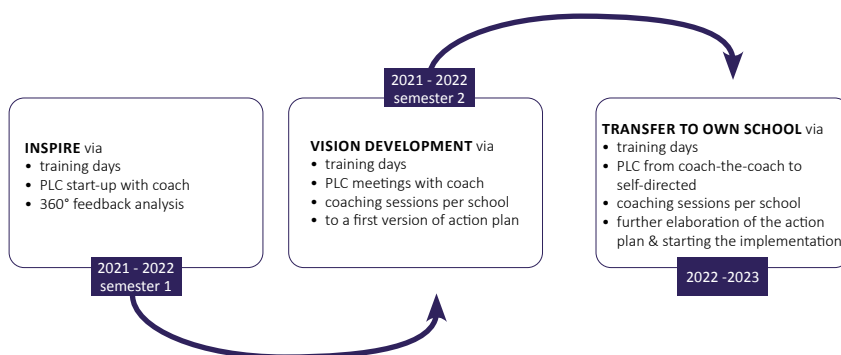 INSPIRE via
• training days
• PLC start-up with coach
• 360° feedback analysis
2021 - 2022
semester 1
2021 - 2022
semester 2
VISION DEVELOPMENT via
• training days
• PLC meetings with coach
• coaching sessions per school
• to a first version of action plan
TRANSFER TO OWN SCHOOL via
• training days
• PLC from coach-the-coach to
self-directed
• coaching sessions per school
• further elaboration of the action
plan & starting the implementation
2022 -2023